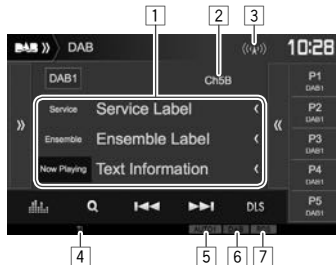 1 2 3
DAB DAB 10:28
DAB1 Ch5B P1
DAB1
Service Service Label P2
DAB1
Ensemble Ensemble Label P3
DAB1
Now Playing Text Information P4
DAB1
DLS P5
DAB1
4 5 6 7